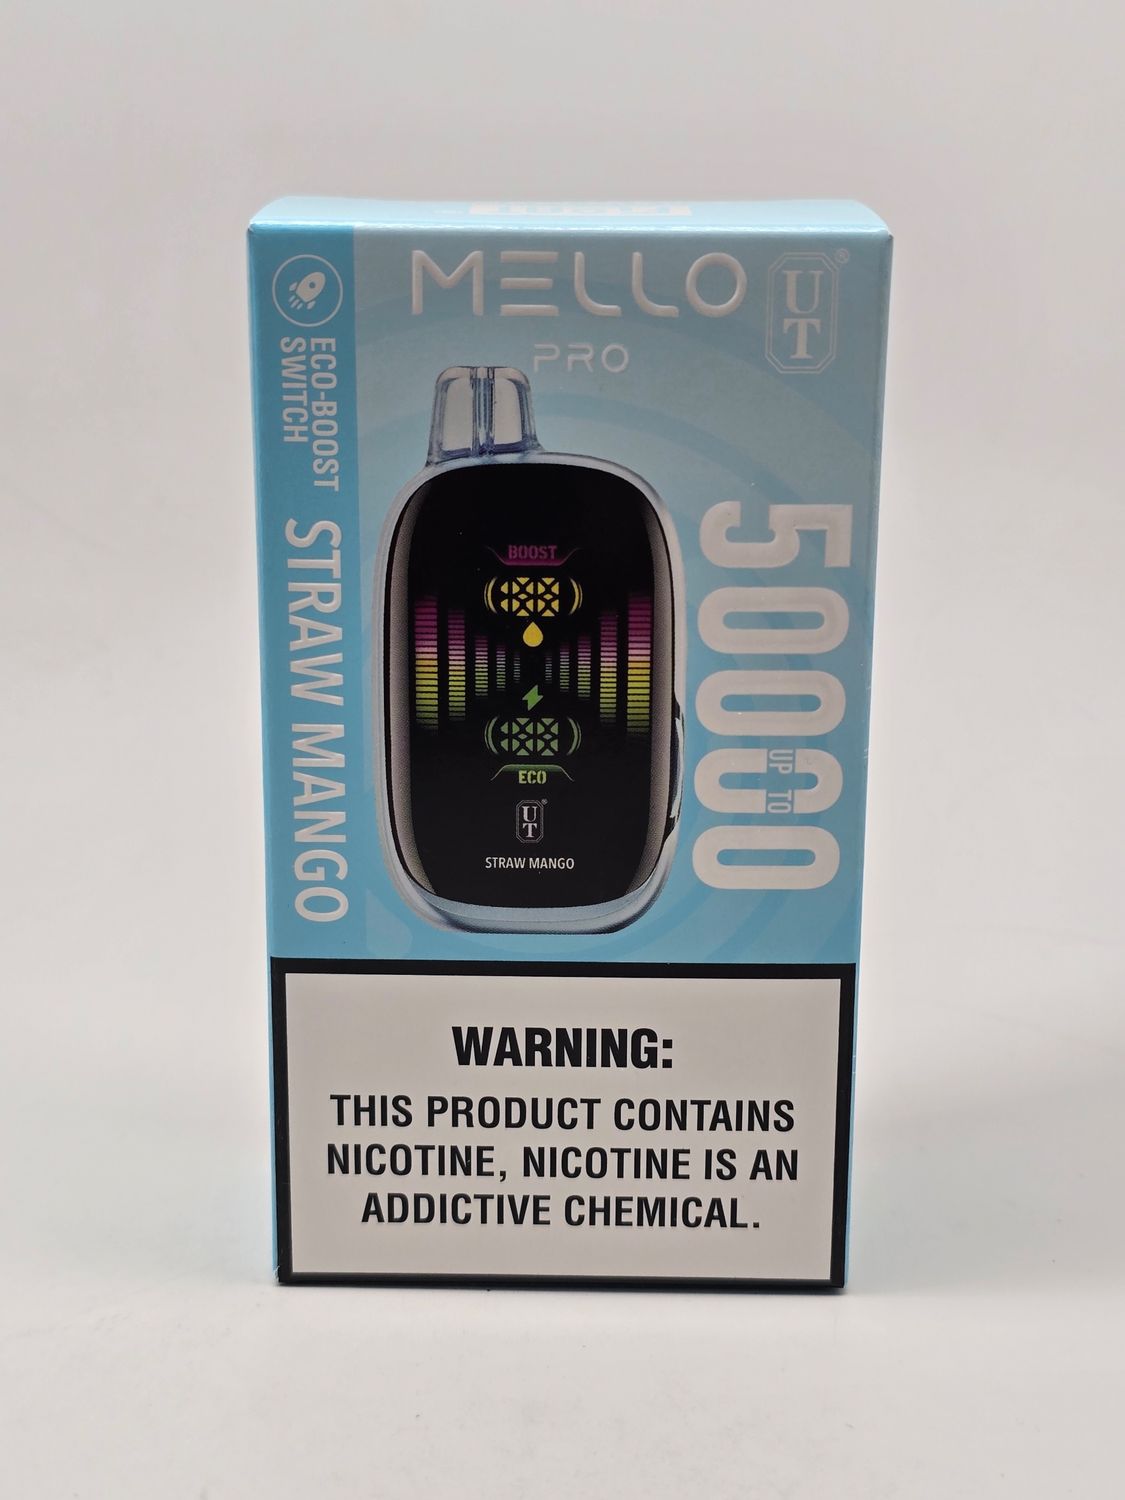 MELLO
PRO
UT®
ECO-BOOST
SWITCH
STRAW MANGO
BOOST
ECO
UT®
STRAW MANGO
UP TO
50000
WARNING:
THIS PRODUCT CONTAINS
NICOTINE, NICOTINE IS AN
ADDICTIVE CHEMICAL.